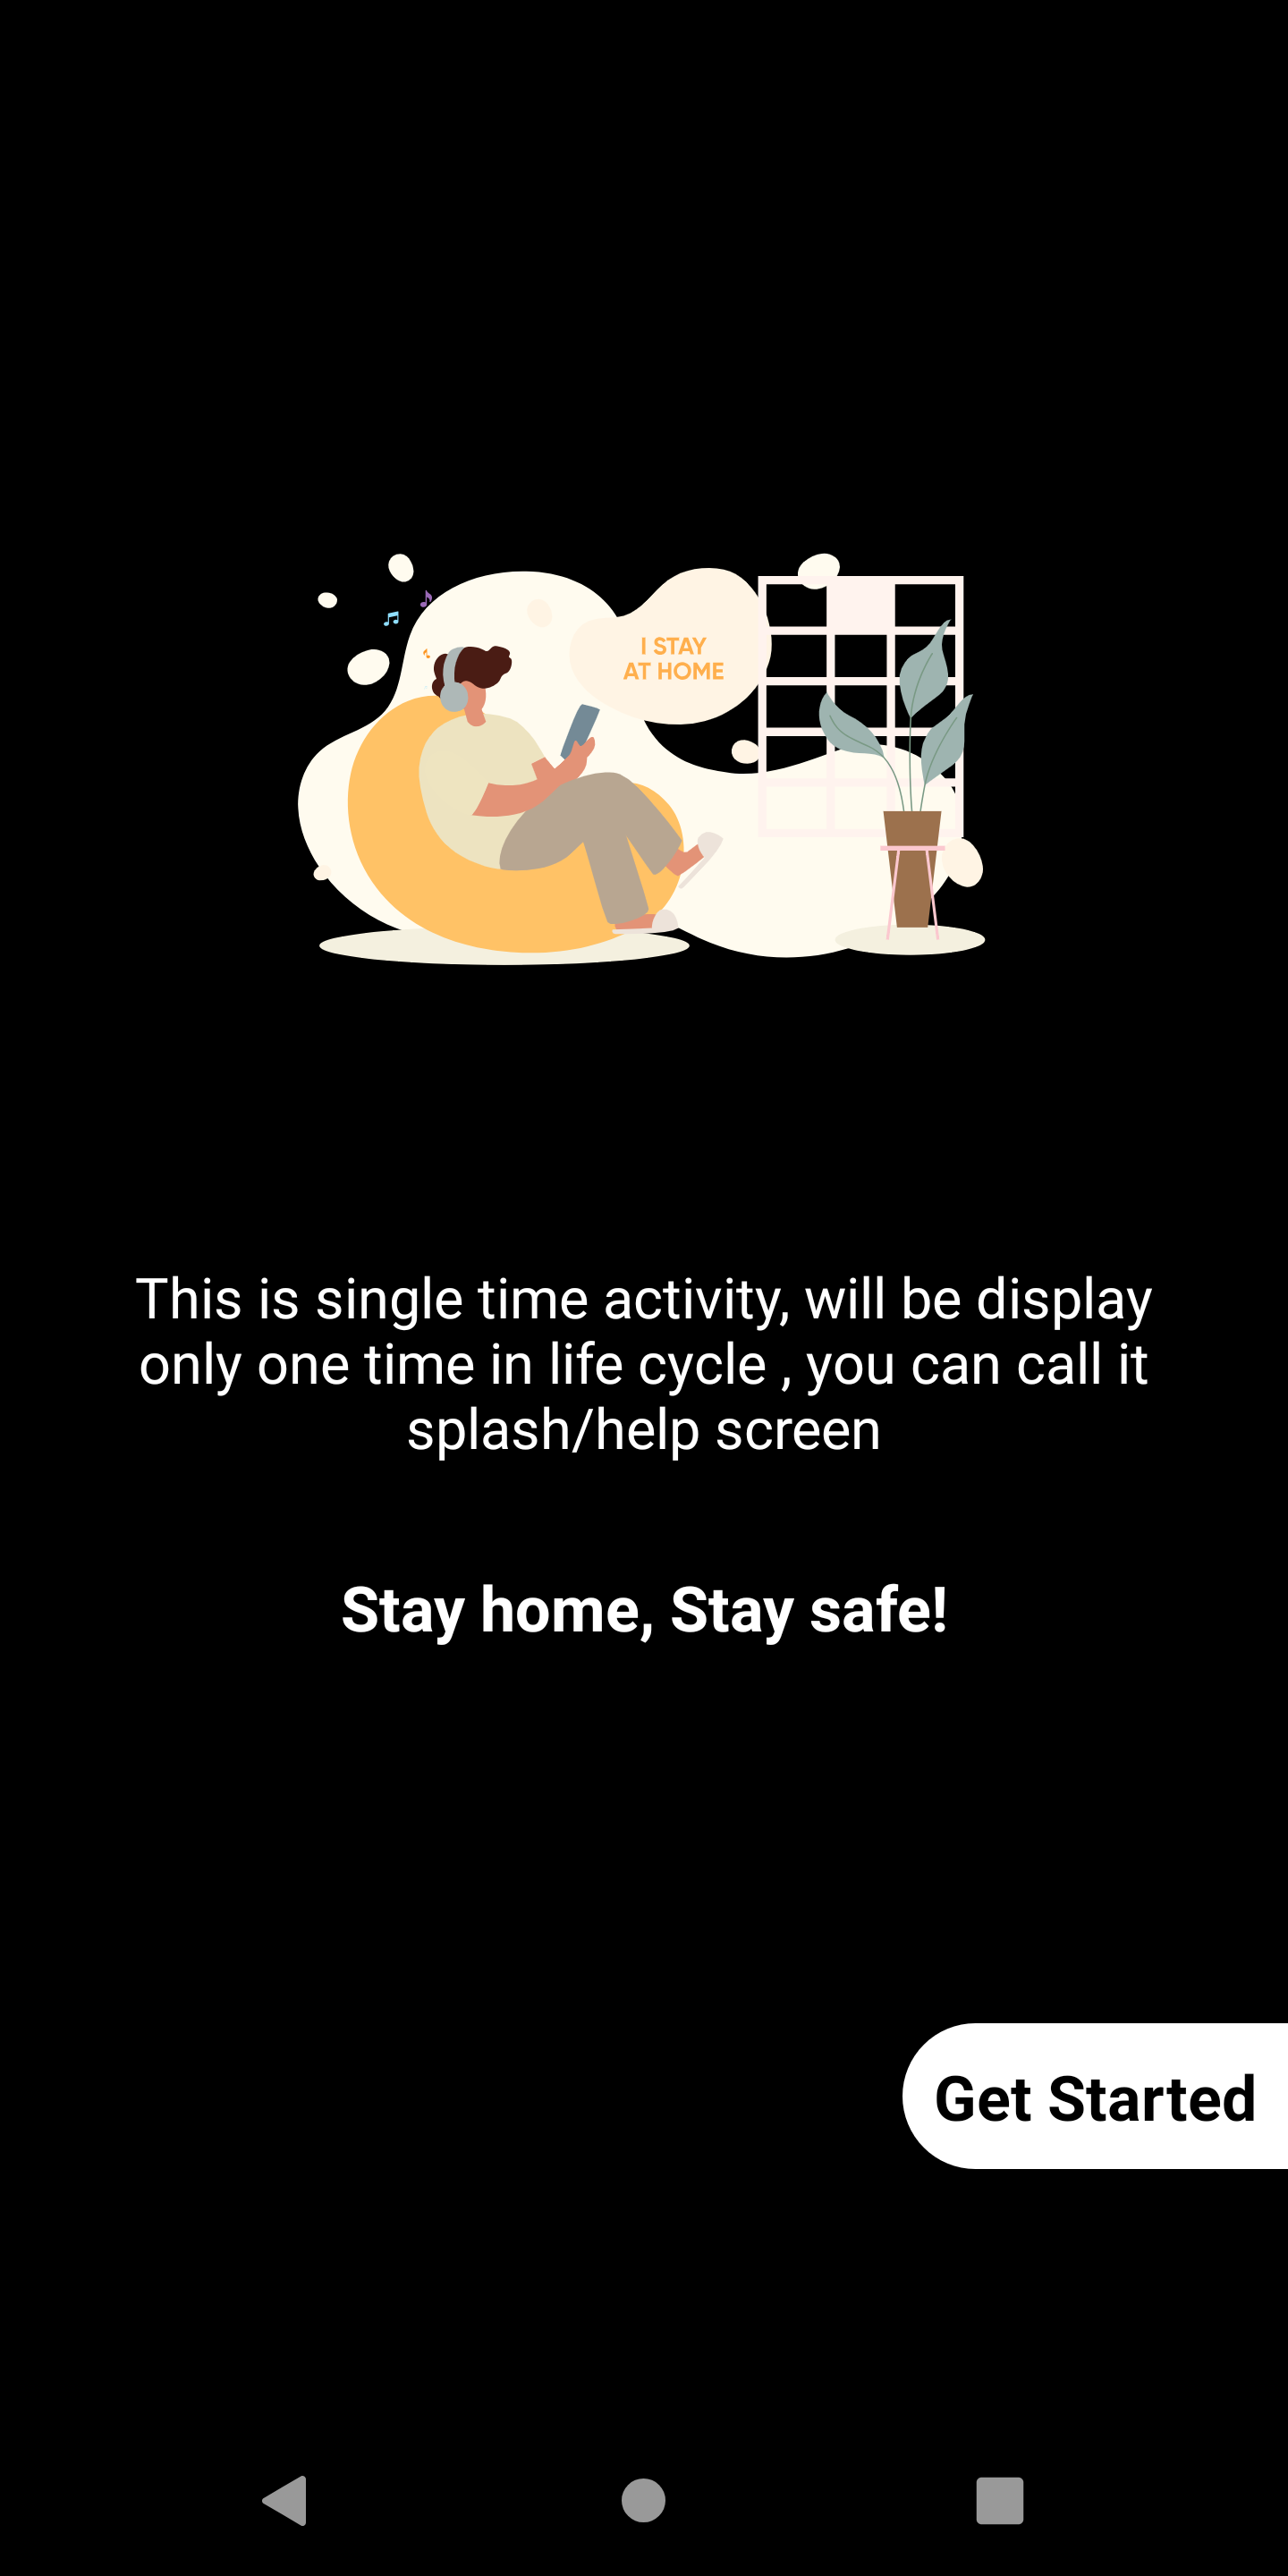 I STAY
AT HOME
This is single time activity, will be display
only one time in life cycle , you can call it
splash/help screen
Stay home, Stay safe!
Get Started